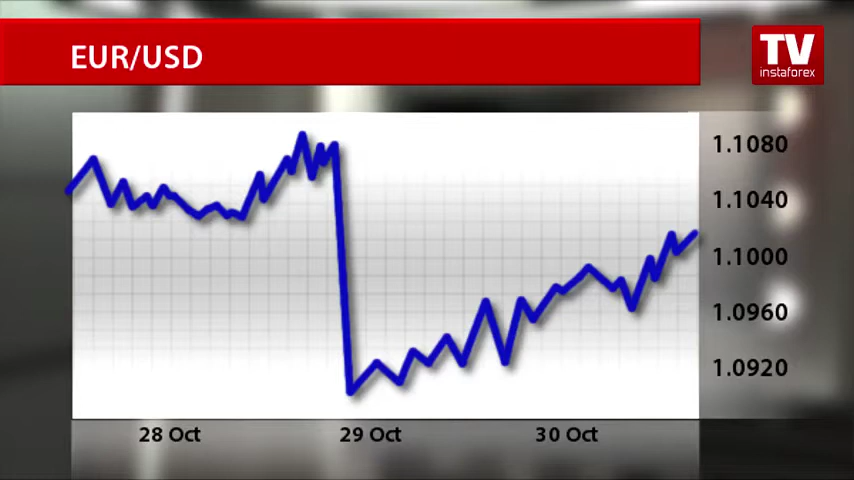 EUR/USD
TV
instaforex
1.1080
1.1040
1.1000
1.0960
1.0920
28 Oct
29 Oct
30 Oct